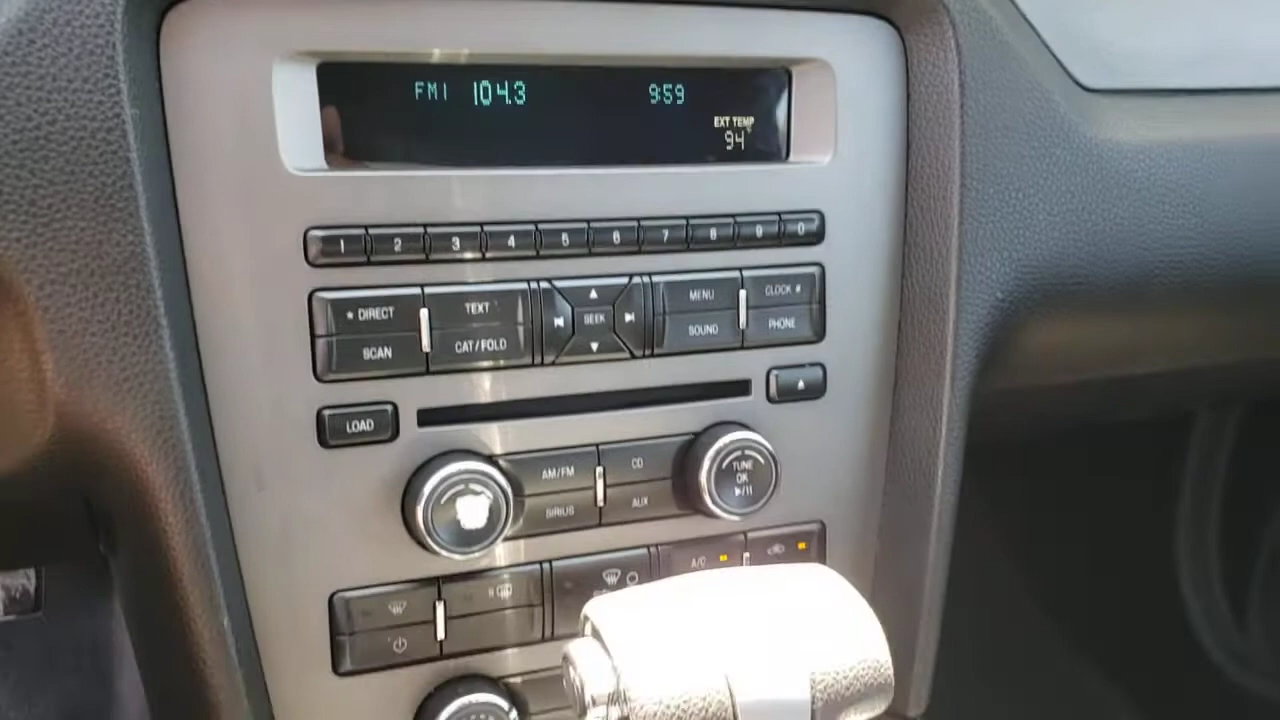 FM1 104.3 9:59
EXT TEMP
94°
1 2 3 4 5 6 7 8 9 0
* DIRECT TEXT MENU CLOCK #
SEEK
SCAN CAT/FOLD SOUND PHONE
LOAD
AM/FM CD TUNE
OK
SIRIUS AUX
A/C
R